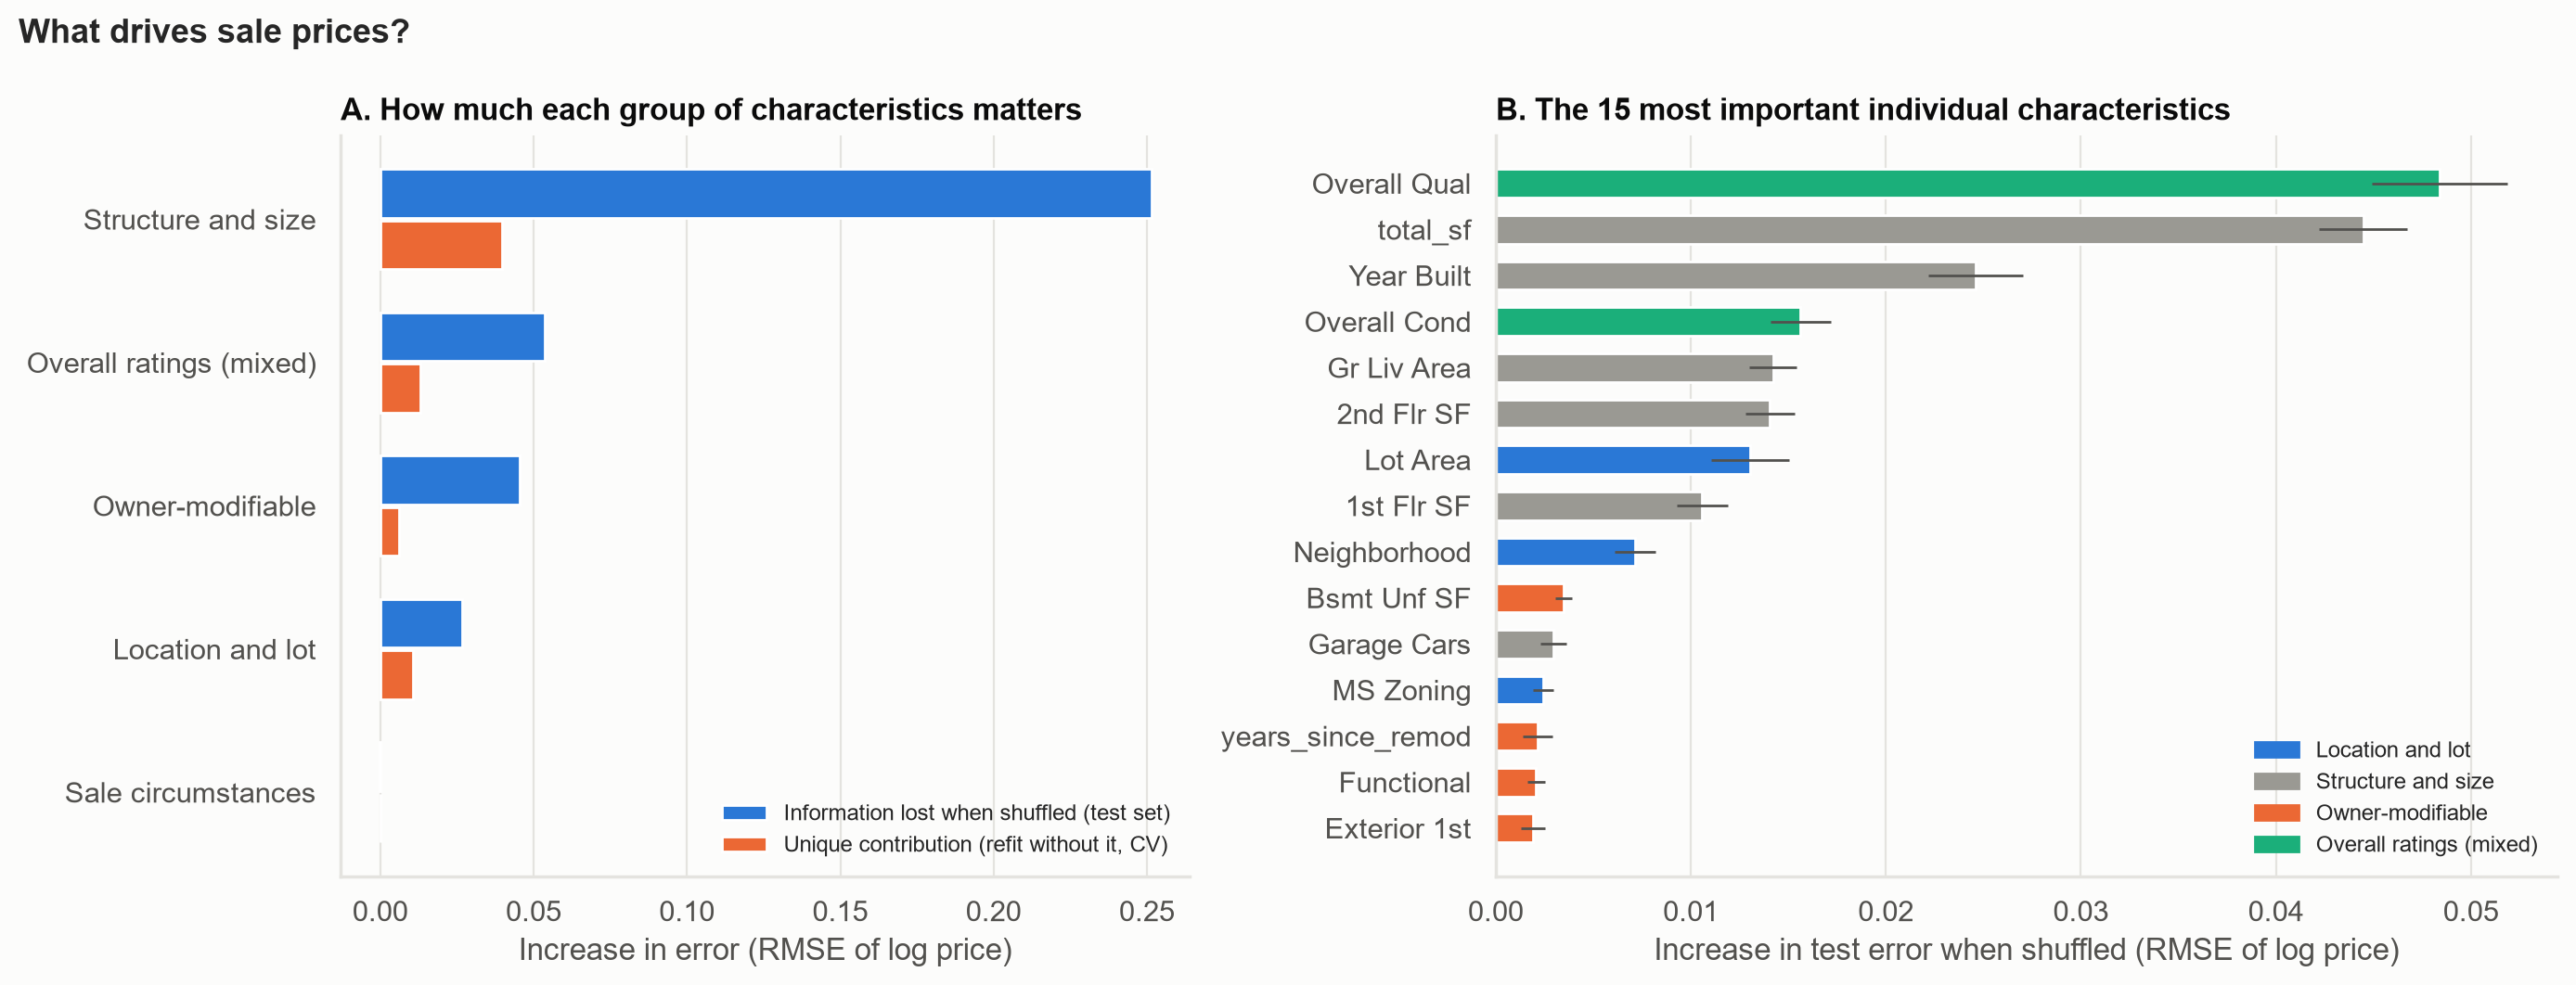 What drives sale prices?
A. How much each group of characteristics matters
Structure and size
Overall ratings (mixed)
Owner-modifiable
Location and lot
Sale circumstances
Information lost when shuffled (test set)
Unique contribution (refit without it, CV)
0.00 0.05 0.10 0.15 0.20 0.25
Increase in error (RMSE of log price)
B. The 15 most important individual characteristics
Overall Qual
total_sf
Year Built
Overall Cond
Gr Liv Area
2nd Flr SF
Lot Area
1st Flr SF
Neighborhood
Bsmt Unf SF
Garage Cars
MS Zoning
years_since_remod
Functional
Exterior 1st
Location and lot
Structure and size
Owner-modifiable
Overall ratings (mixed)
0.00 0.01 0.02 0.03 0.04 0.05
Increase in test error when shuffled (RMSE of log price)